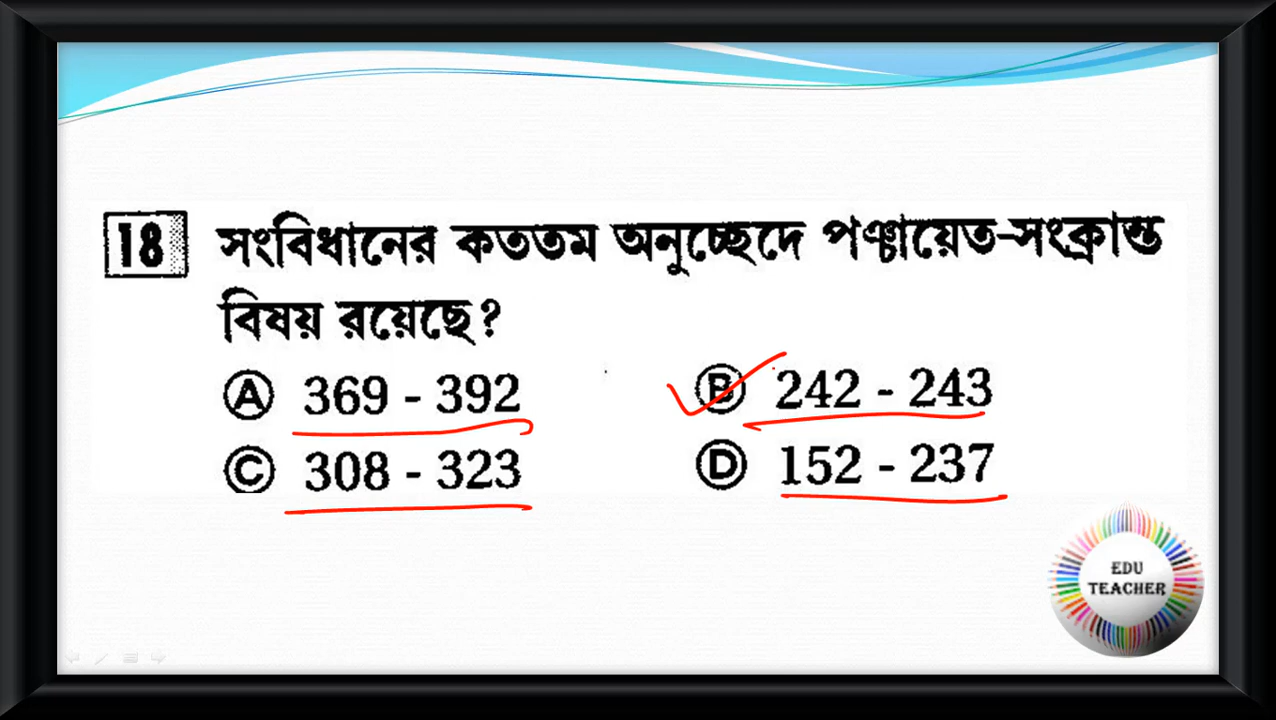 18 সংবিধানের কততম অনুচ্ছেদে পঞ্চায়েত-সংক্রান্ত
বিষয় রয়েছে?
Ⓐ 369 - 392 Ⓑ 242 - 243
Ⓒ 308 - 323 Ⓓ 152 - 237
EDU
TEACHER